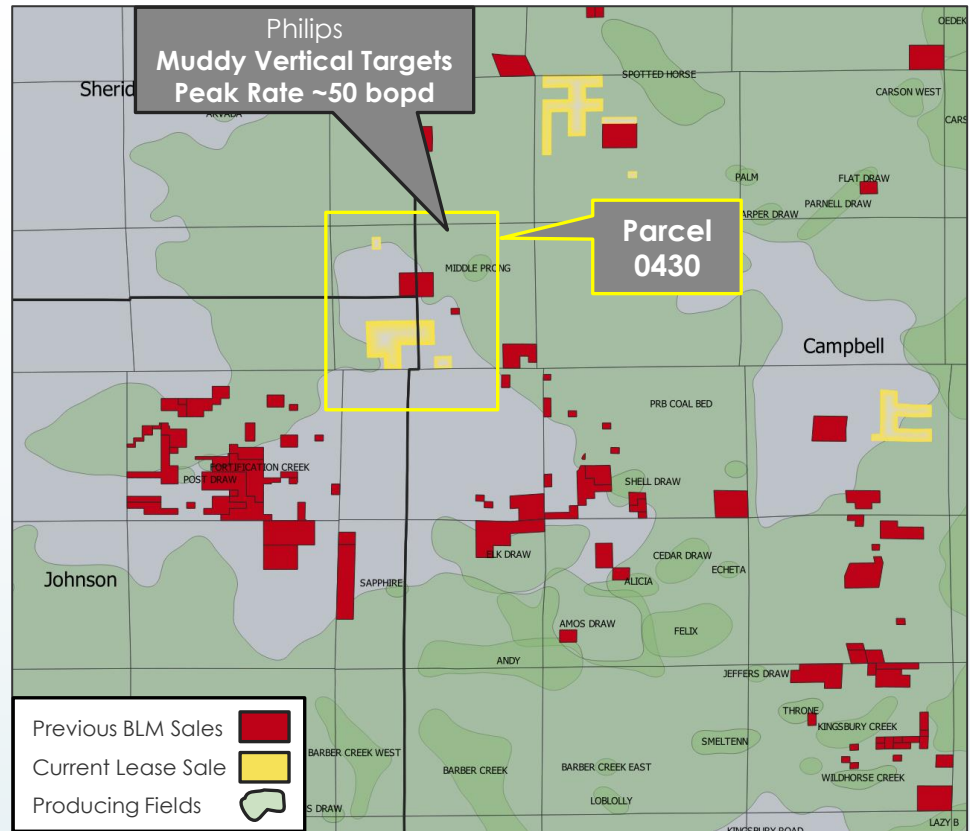 Philips
Muddy Vertical Targets
Peak Rate ~50 bopd
Sherid
ARVADA
SPOTTED HORSE
OEDEK
CARSON WEST
CARS
PALM
FLAT DRAW
PARNELL DRAW
ARPER DRAW
Parcel
0430
MIDDLE PRONG
Campbell
PRB COAL BED
FORTIFICATION CREEK
POST DRAW
SHELL DRAW
ELK DRAW
CEDAR DRAW
ECHETA
Johnson
SAPPHIRE
ALICIA
AMOS DRAW
FELIX
ANDY
JEFFERS DRAW
THRONE
KINGSBURY CREEK
SMELTENN
BARBER CREEK WEST
BARBER CREEK
BARBER CREEK EAST
WILDHORSE CREEK
LOBLOLLY
S DRAW
KINGSBURY ROAD
LAZY B
Previous BLM Sales
Current Lease Sale
Producing Fields